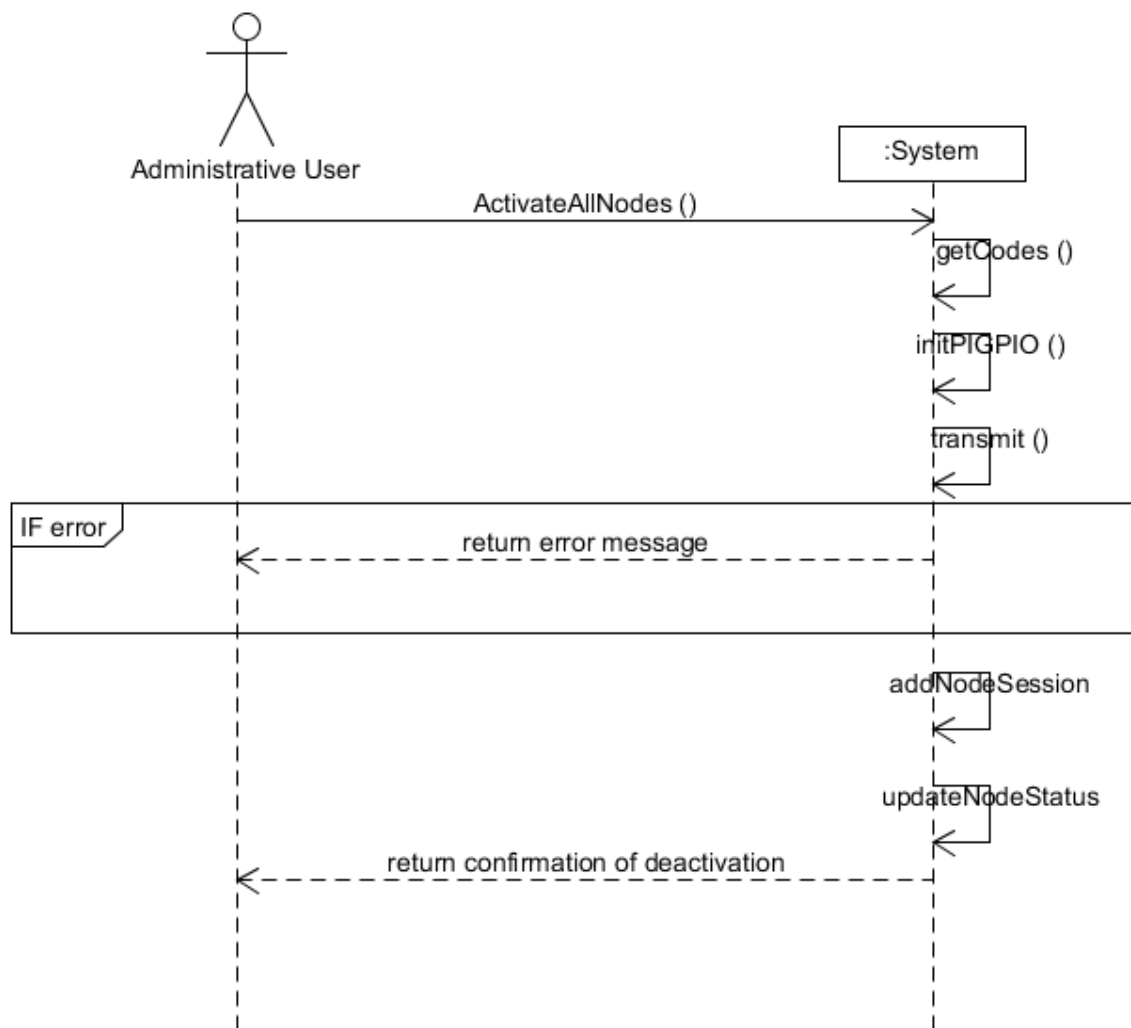 Administrative User
:System
ActivateAllNodes ()
getCodes ()
initPIGPIO ()
transmit ()
IF error
return error message
addNodeSession
updateNodeStatus
return confirmation of deactivation